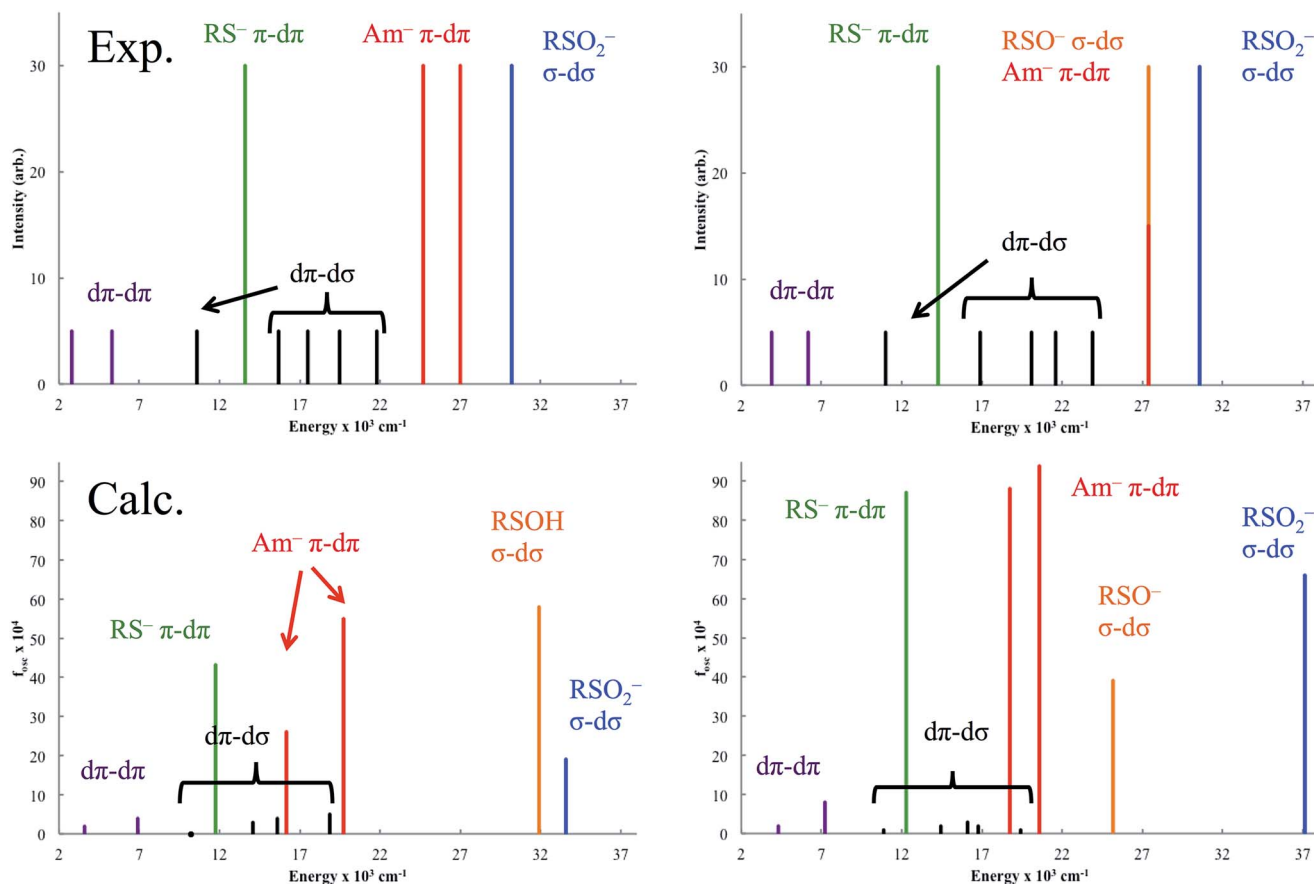 Exp.
RS⁻ π-dπ
Am⁻ π-dπ
RSO₂⁻
σ-dσ
dπ-dσ
dπ-dπ
Intensity (arb.)
30
20
10
0
2 7 12 17 22 27 32 37
Energy x 10³ cm⁻¹
RS⁻ π-dπ
RSO⁻ σ-dσ
Am⁻ π-dπ
RSO₂⁻
σ-dσ
dπ-dσ
dπ-dπ
Intensity (arb.)
30
20
10
0
2 7 12 17 22 27 32 37
Energy x 10³ cm⁻¹
Calc.
Am⁻ π-dπ
RSOH
σ-dσ
RS⁻ π-dπ
RSO₂⁻
σ-dσ
dπ-dσ
dπ-dπ
f_osc x 10⁴
90
80
70
60
50
40
30
20
10
0
2 7 12 17 22 27 32 37
Energy x 10³ cm⁻¹
RS⁻ π-dπ
Am⁻ π-dπ
RSO₂⁻
σ-dσ
RSO⁻
σ-dσ
dπ-dσ
dπ-dπ
f_osc x 10⁴
90
80
70
60
50
40
30
20
10
0
2 7 12 17 22 27 32 37
Energy x 10³ cm⁻¹